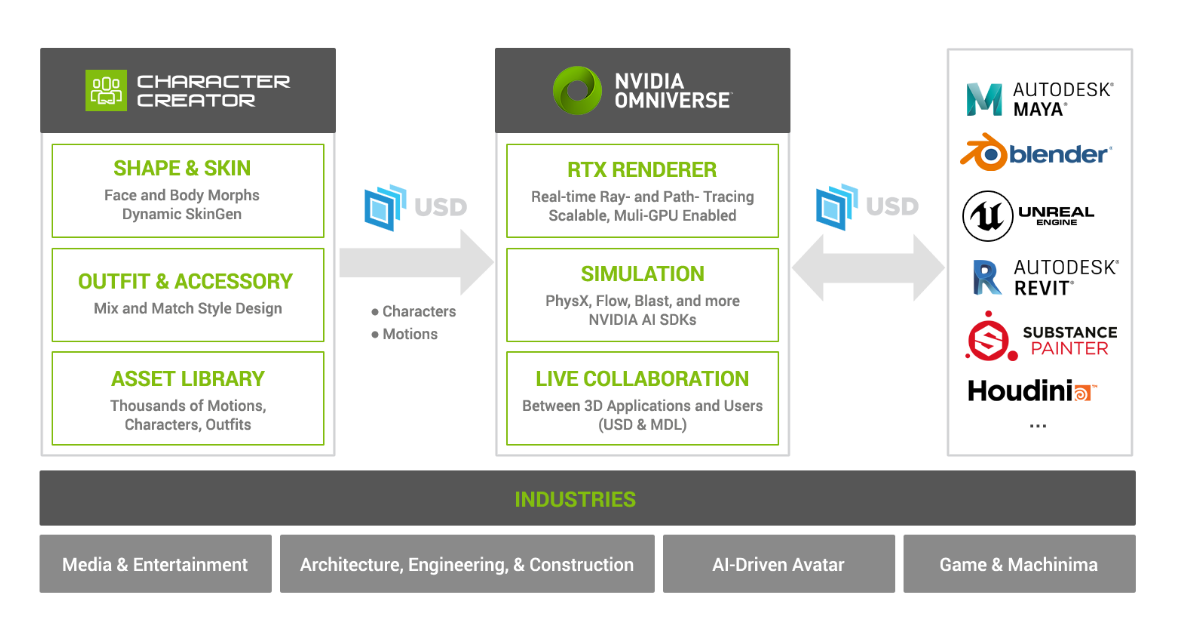 CHARACTER
CREATOR
SHAPE & SKIN
Face and Body Morphs
Dynamic SkinGen
OUTFIT & ACCESSORY
Mix and Match Style Design
ASSET LIBRARY
Thousands of Motions,
Characters, Outfits
USD
● Characters
● Motions
NVIDIA
OMNIVERSE™
RTX RENDERER
Real-time Ray- and Path- Tracing
Scalable, Muli-GPU Enabled
SIMULATION
PhysX, Flow, Blast, and more
NVIDIA AI SDKs
LIVE COLLABORATION
Between 3D Applications and Users
(USD & MDL)
USD
AUTODESK®
MAYA®
blender®
UNREAL
ENGINE
AUTODESK®
REVIT®
SUBSTANCE
PAINTER
Houdini™
...
INDUSTRIES
Media & Entertainment
Architecture, Engineering, & Construction
AI-Driven Avatar
Game & Machinima